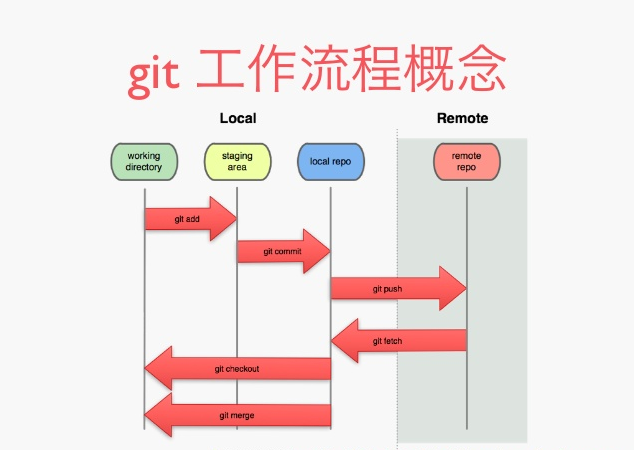 git 工作流程概念
Local
Remote
working
directory
staging
area
local repo
remote
repo
git add
git commit
git push
git fetch
git checkout
git merge